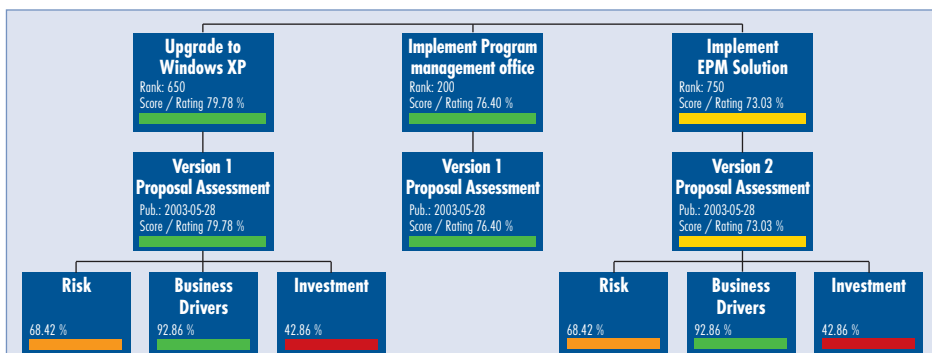 Upgrade to
Windows XP
Rank: 650
Score / Rating 79.78 %
Implement Program
management office
Rank: 200
Score / Rating 76.40 %
Implement
EPM Solution
Rank: 750
Score / Rating 73.03 %
Version 1
Proposal Assessment
Pub.: 2003-05-28
Score / Rating 79.78 %
Version 1
Proposal Assessment
Pub.: 2003-05-28
Score / Rating 76.40 %
Version 2
Proposal Assessment
Pub.: 2003-05-28
Score / Rating 73.03 %
Risk
68.42 %
Business
Drivers
92.86 %
Investment
42.86 %
Risk
68.42 %
Business
Drivers
92.86 %
Investment
42.86 %